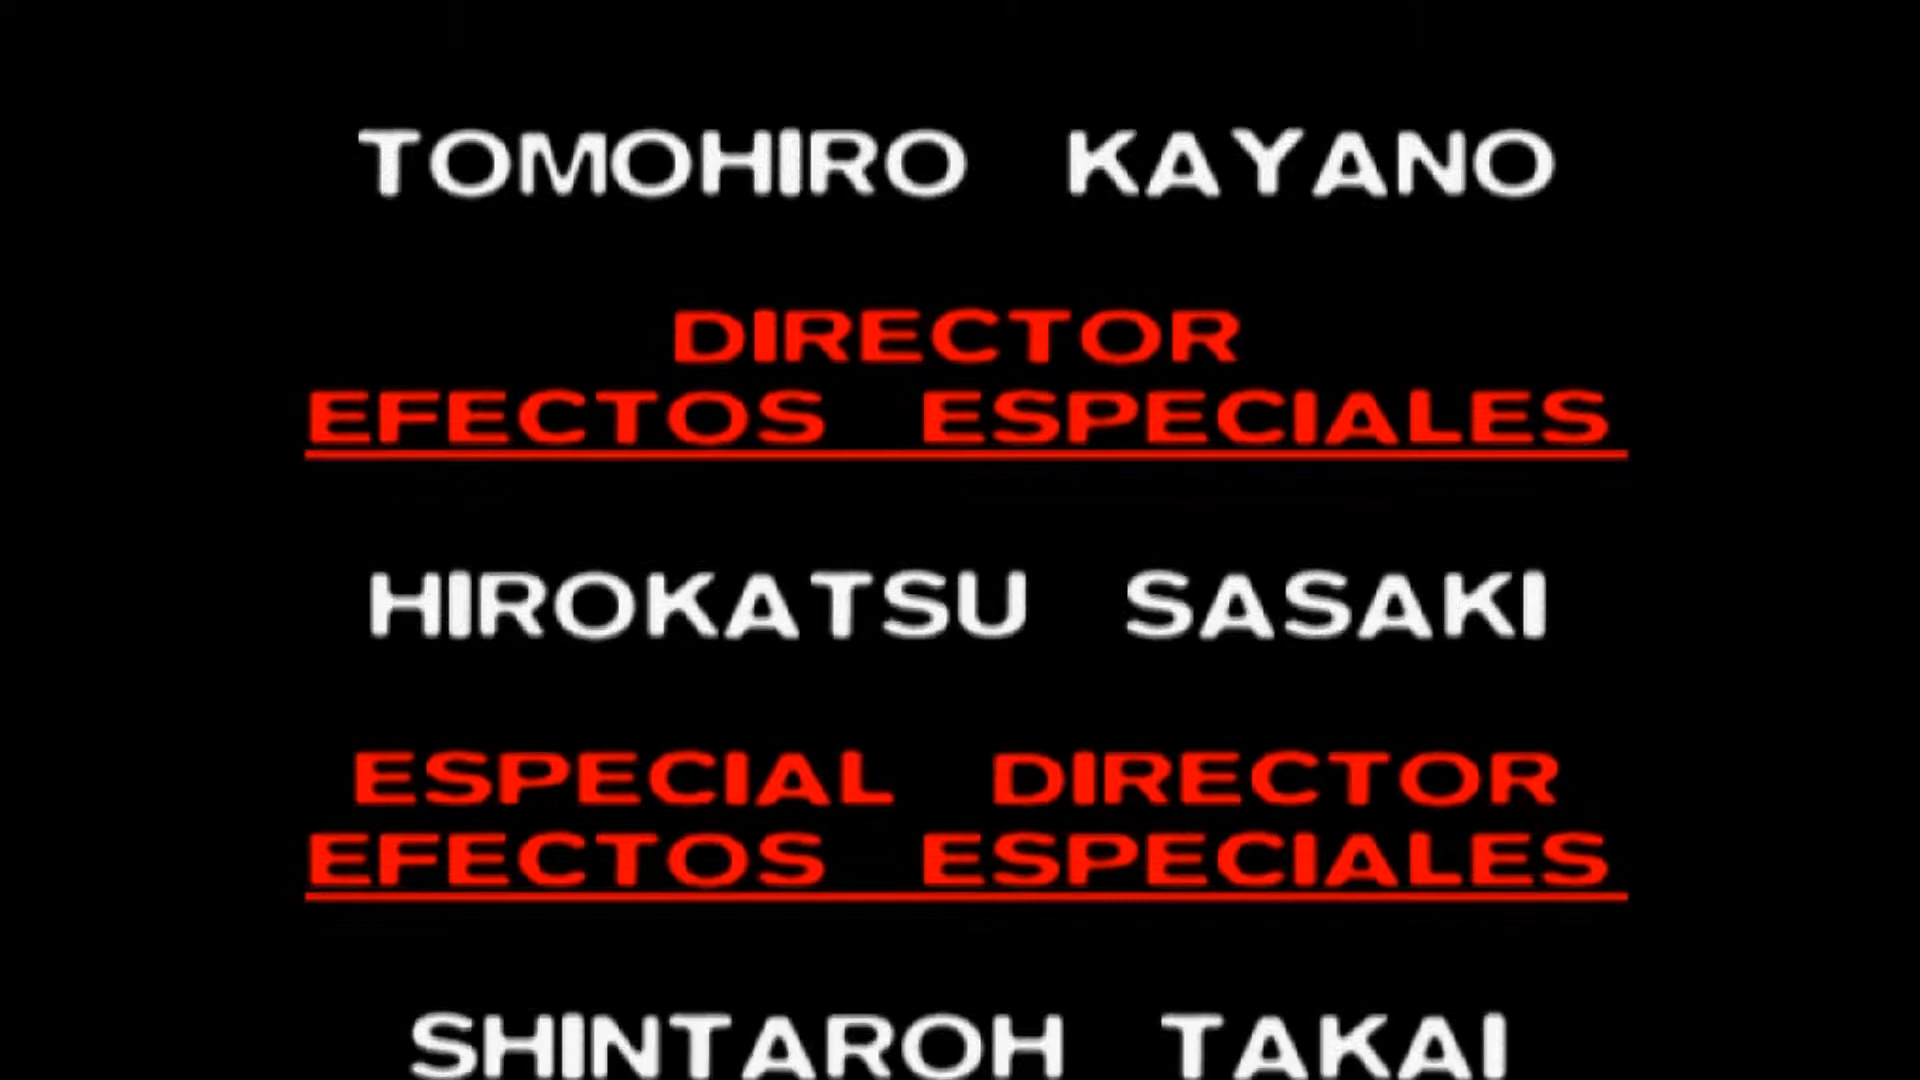 TOMOHIRO KAYANO
DIRECTOR
EFECTOS ESPECIALES
HIROKATSU SASAKI
ESPECIAL DIRECTOR
EFECTOS ESPECIALES
SHINTAROH TAKAI